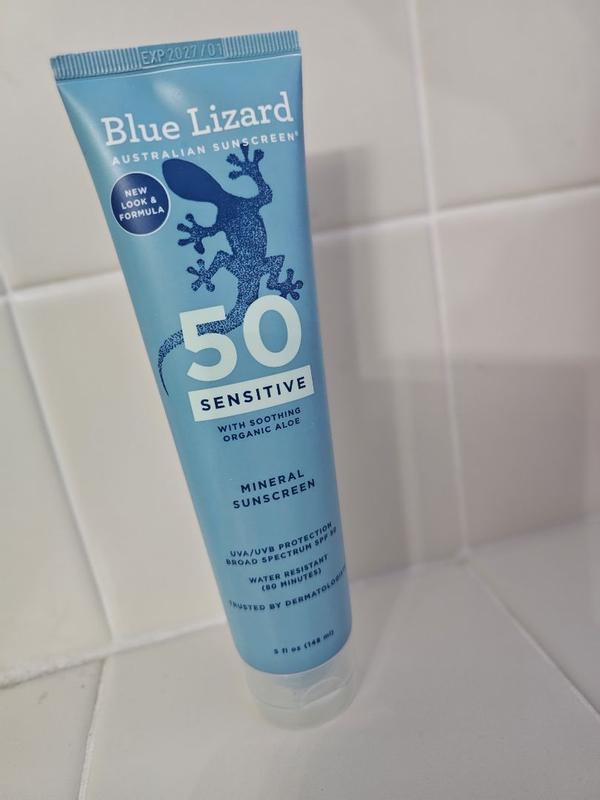 EXP 2027/01
Blue Lizard
AUSTRALIAN SUNSCREEN®
NEW
LOOK &
FORMULA
50
SENSITIVE
WITH SOOTHING
ORGANIC ALOE
MINERAL
SUNSCREEN
UVA/UVB PROTECTION
BROAD SPECTRUM SPF 50
WATER RESISTANT
(80 MINUTES)
TRUSTED BY DERMATOLOGISTS
5 fl oz (148 ml)